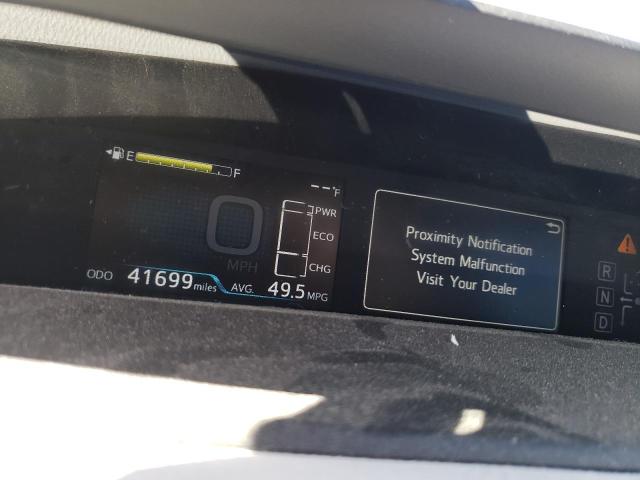 E F
--°F
PWR
ECO
CHG
0
MPH
ODO 41699 miles AVG. 49.5 MPG
Proximity Notification
System Malfunction
Visit Your Dealer
R
N
D